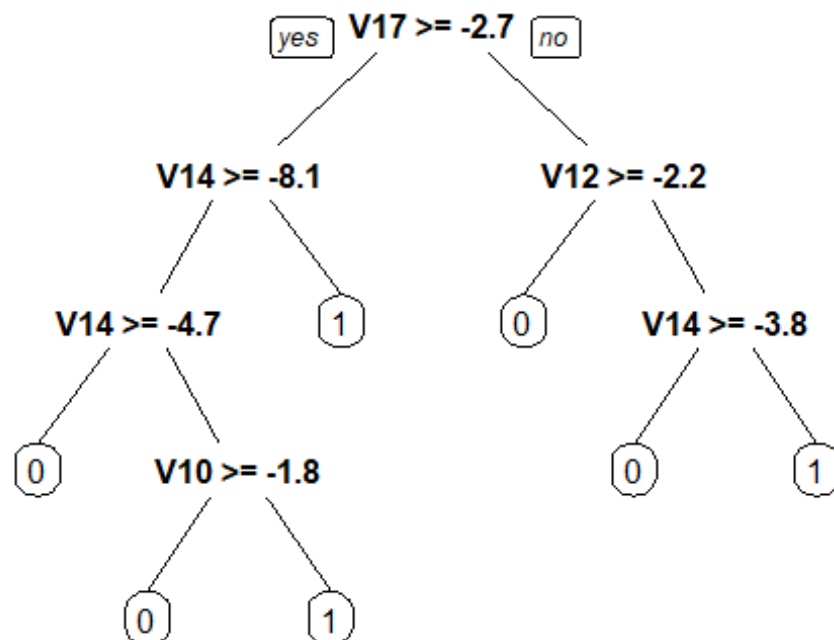 yes V17 >= -2.7 no
V14 >= -8.1 V12 >= -2.2
V14 >= -4.7 1 0 V14 >= -3.8
0 V10 >= -1.8 0 1
0 1